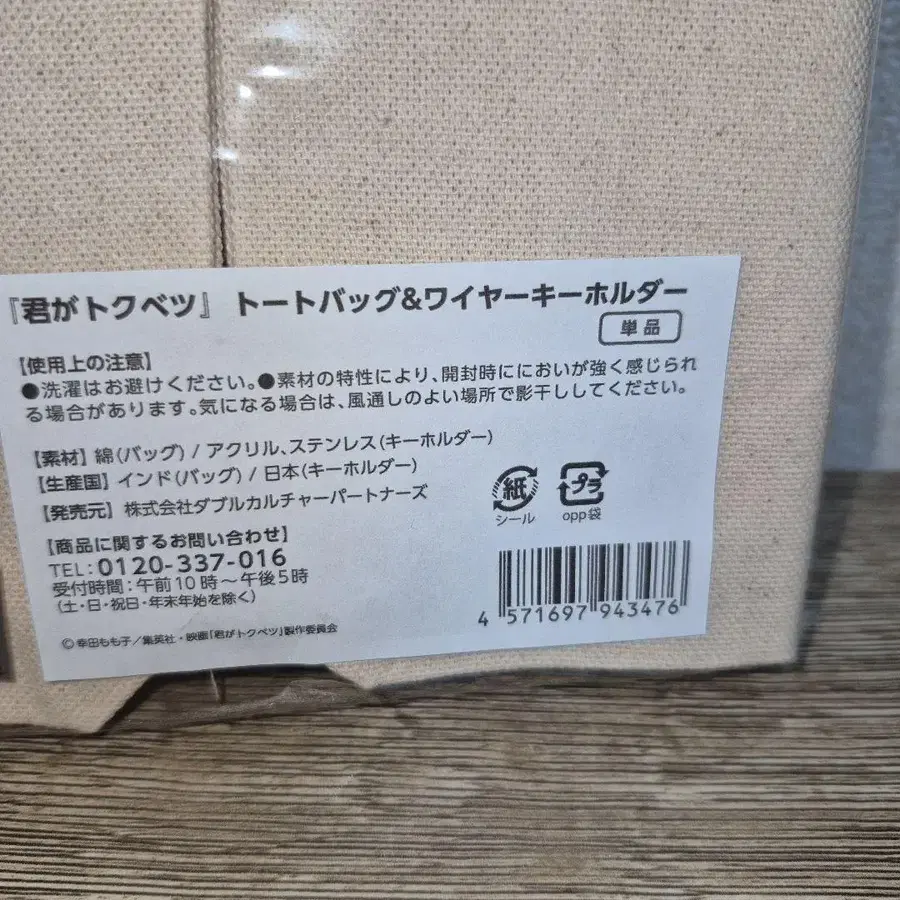 『君がトクベツ』 トートバッグ&ワイヤーキーホルダー
単品
【使用上の注意】
●洗濯はお避けください。●素材の特性により、開封時ににおいが強く感じられ
る場合があります。気になる場合は、風通しのよい場所で影干ししてください。
【素材】綿(バッグ) / アクリル、ステンレス(キーホルダー)
【生産国】インド(バッグ) / 日本(キーホルダー)
【発売元】株式会社ダブルカルチャーパートナーズ
紙
シール
プラ
opp袋
【商品に関するお問い合わせ】
TEL:0120-337-016
受付時間:午前10時～午後5時
(土・日・祝日・年末年始を除く)
4 571697 943476
©幸田もも子/集英社・映画「君がトクベツ」製作委員会